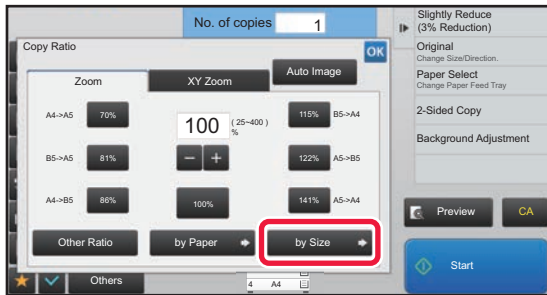 No. of copies 1
Copy Ratio
OK
Zoom
XY Zoom
Auto Image
A4->A5 70%
100 (25~400) %
115% B5->A4
B5->A5 81%
− +
122% A5->B5
A4->B5 86%
100%
141% A5->A4
Other Ratio
by Paper
by Size
Others
4 A4
Slightly Reduce
(3% Reduction)
Original
Change Size/Direction.
Paper Select
Change Paper Feed Tray
2-Sided Copy
Background Adjustment
Preview
CA
Start